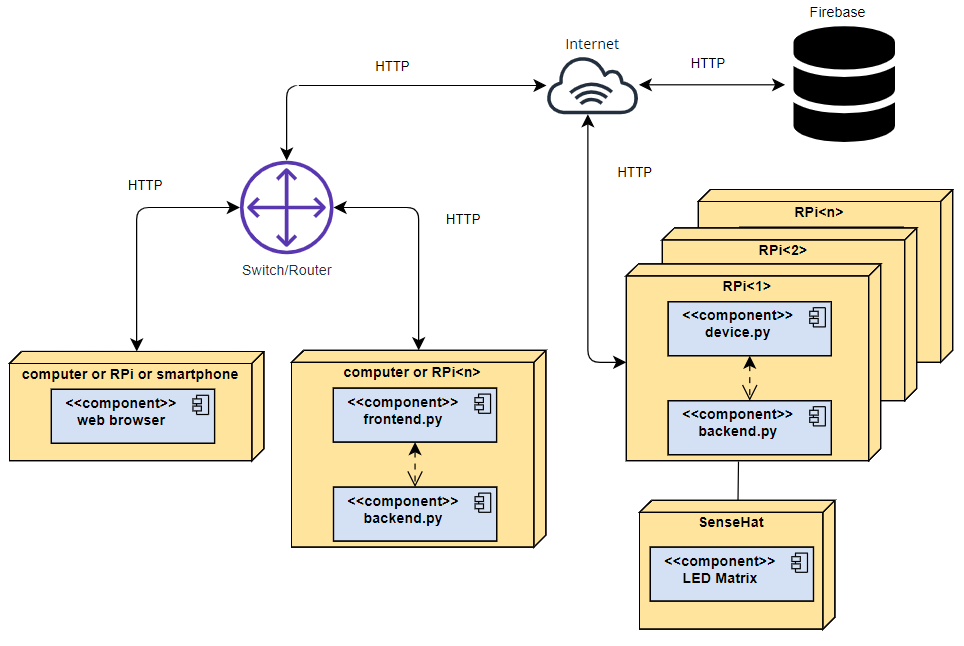 Firebase
Internet
HTTP
HTTP
HTTP
HTTP
HTTP
Switch/Router
RPi<n>
RPi<2>
RPi<1>
<<component>>
device.py
<<component>>
backend.py
computer or RPi or smartphone
<<component>>
web browser
computer or RPi<n>
<<component>>
frontend.py
<<component>>
backend.py
SenseHat
<<component>>
LED Matrix